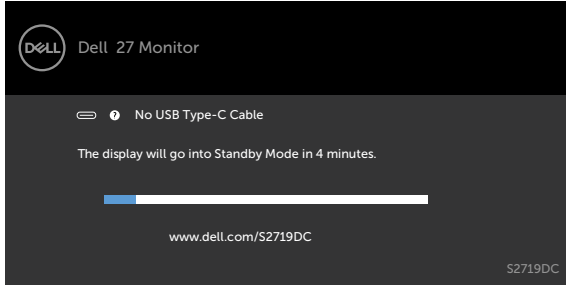 DELL
Dell 27 Monitor
? No USB Type-C Cable
The display will go into Standby Mode in 4 minutes.
www.dell.com/S2719DC
S2719DC